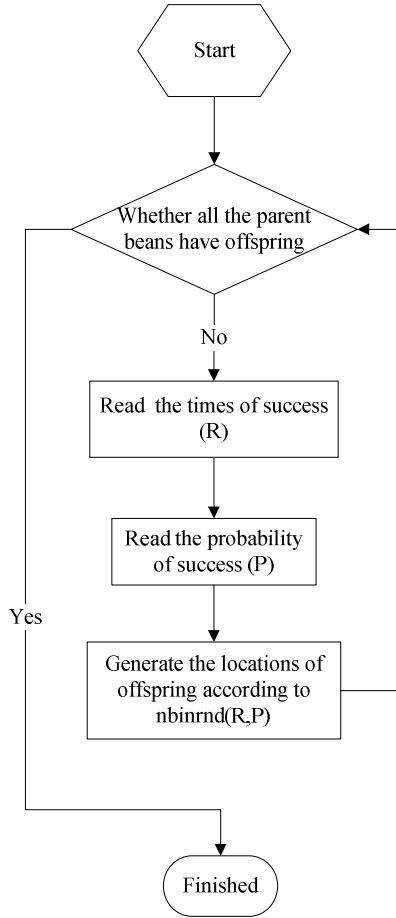 Start
Whether all the parent
beans have offspring
No
Read the times of success
(R)
Read the probability
of success (P)
Yes
Generate the locations of
offspring according to
nbinrnd(R,P)
Finished